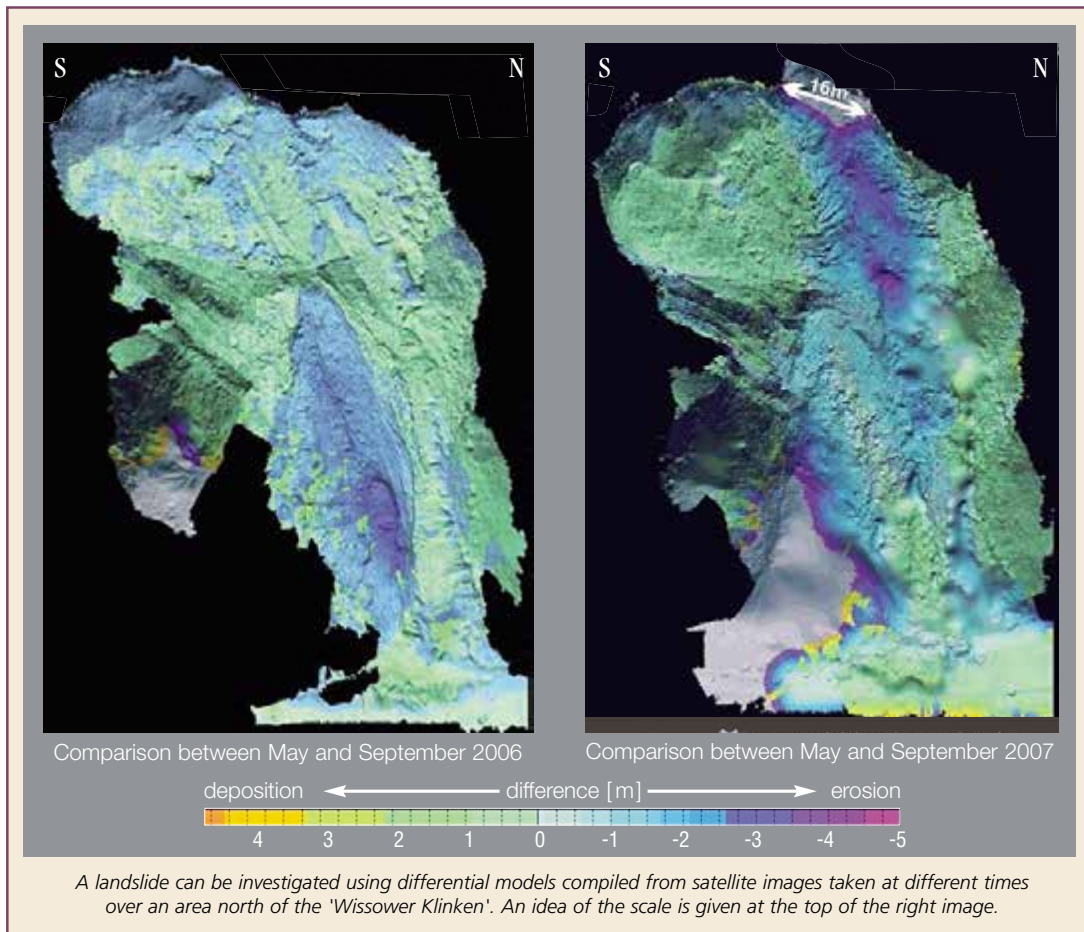 S N
S N
16m
Comparison between May and September 2006
Comparison between May and September 2007
deposition difference [m] erosion
4 3 2 1 0 -1 -2 -3 -4 -5
A landslide can be investigated using differential models compiled from satellite images taken at different times
over an area north of the 'Wissower Klinken'. An idea of the scale is given at the top of the right image.